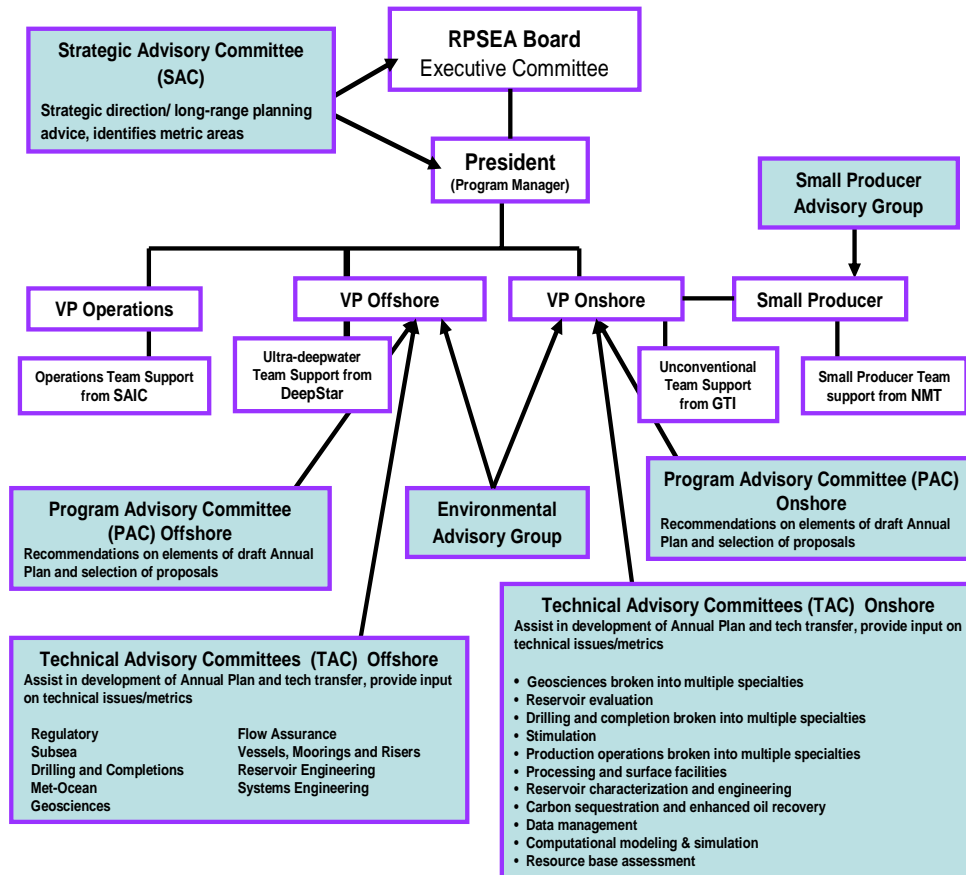 Strategic Advisory Committee
(SAC)
Strategic direction/ long-range planning
advice, identifies metric areas
RPSEA Board
Executive Committee
President
(Program Manager)
Small Producer
Advisory Group
VP Operations
VP Offshore
VP Onshore
Small Producer
Operations Team Support
from SAIC
Ultra-deepwater
Team Support from
DeepStar
Unconventional
Team Support
from GTI
Small Producer Team
support from NMT
Program Advisory Committee
(PAC) Offshore
Recommendations on elements of draft Annual
Plan and selection of proposals
Environmental
Advisory Group
Program Advisory Committee (PAC)
Onshore
Recommendations on elements of draft Annual
Plan and selection of proposals
Technical Advisory Committees (TAC) Offshore
Assist in development of Annual Plan and tech transfer, provide input
on technical issues/metrics
Regulatory
Subsea
Drilling and Completions
Met-Ocean
Geosciences
Flow Assurance
Vessels, Moorings and Risers
Reservoir Engineering
Systems Engineering
Technical Advisory Committees (TAC) Onshore
Assist in development of Annual Plan and tech transfer, provide input on
technical issues/metrics
• Geosciences broken into multiple specialties
• Reservoir evaluation
• Drilling and completion broken into multiple specialties
• Stimulation
• Production operations broken into multiple specialties
• Processing and surface facilities
• Reservoir characterization and engineering
• Carbon sequestration and enhanced oil recovery
• Data management
• Computational modeling & simulation
• Resource base assessment